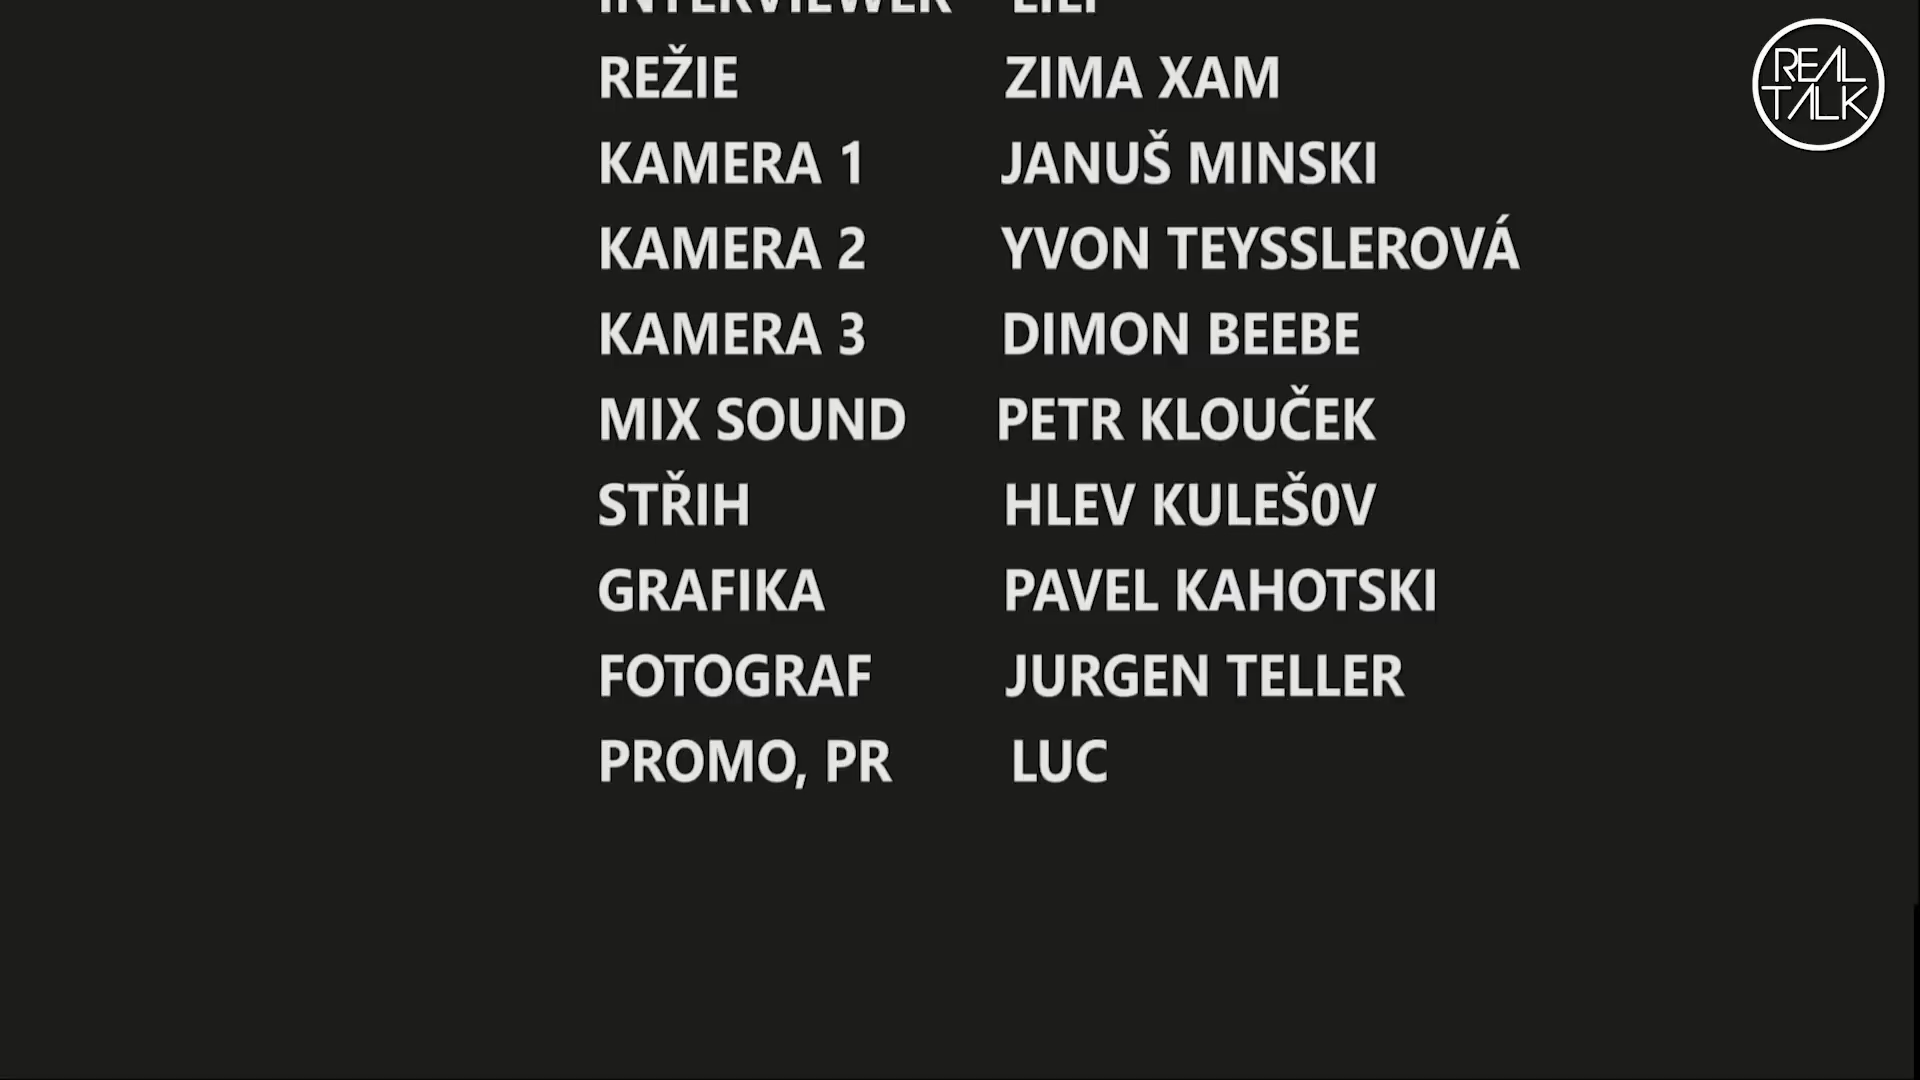 INTERVIEWER
REŽIE ZIMA XAM
KAMERA 1 JANUŠ MINSKI
KAMERA 2 YVON TEYSSLEROVÁ
KAMERA 3 DIMON BEEBE
MIX SOUND PETR KLOUČEK
STŘIH HLEV KULEŠ0V
GRAFIKA PAVEL KAHOTSKI
FOTOGRAF JURGEN TELLER
PROMO, PR LUC
REAL
TALK